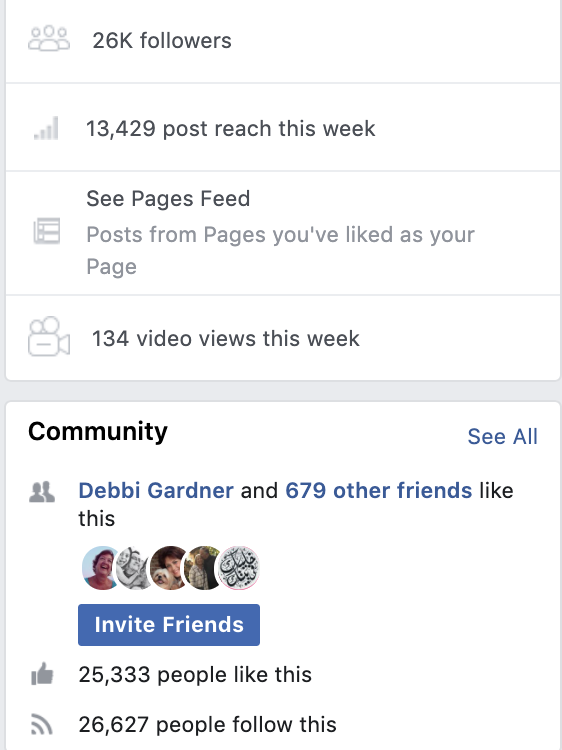 26K followers
13,429 post reach this week
See Pages Feed
Posts from Pages you've liked as your
Page
134 video views this week
Community
See All
Debbi Gardner and 679 other friends like
this
Invite Friends
25,333 people like this
26,627 people follow this